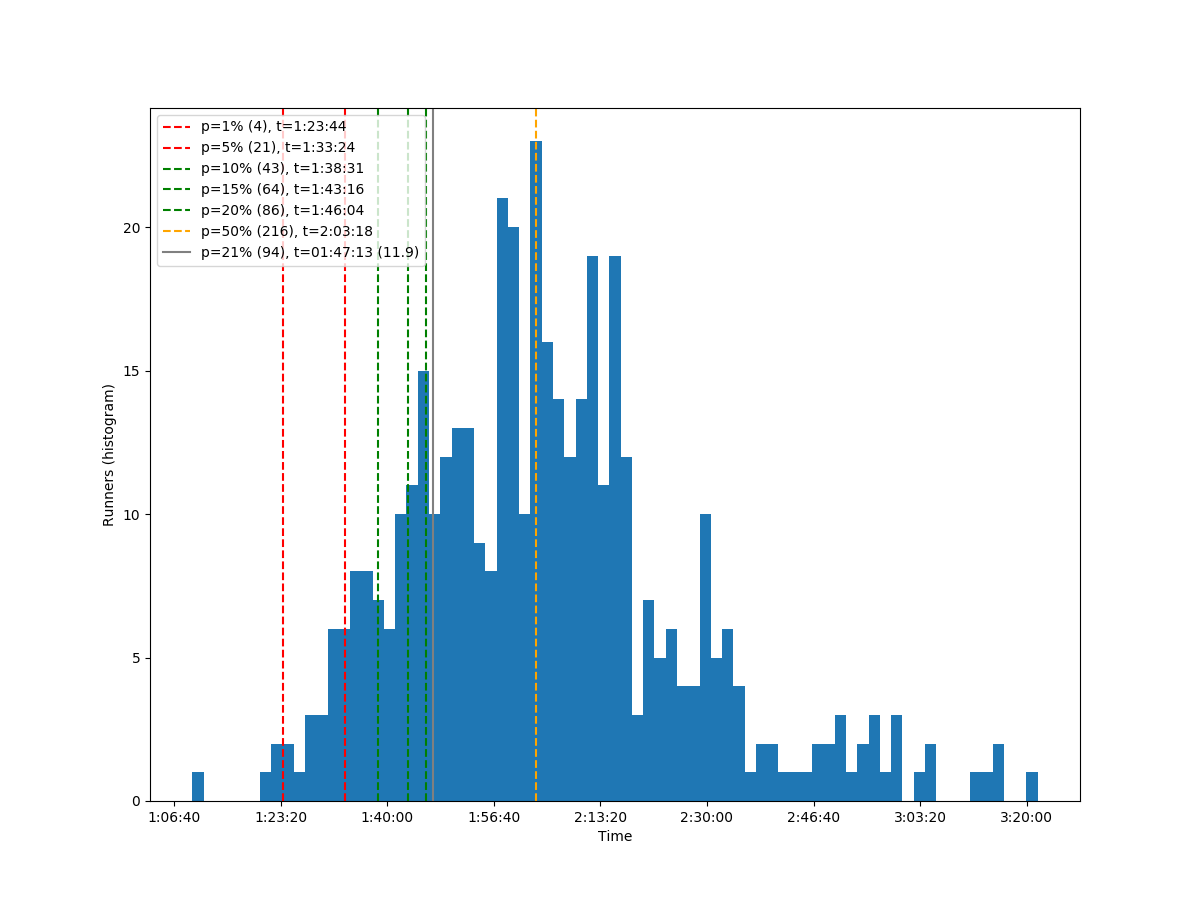 p=1% (4), t=1:23:44
p=5% (21), t=1:33:24
p=10% (43), t=1:38:31
p=15% (64), t=1:43:16
p=20% (86), t=1:46:04
p=50% (216), t=2:03:18
p=21% (94), t=01:47:13 (11.9)
20
15
10
5
0
Runners (histogram)
1:06:40 1:23:20 1:40:00 1:56:40 2:13:20 2:30:00 2:46:40 3:03:20 3:20:00
Time